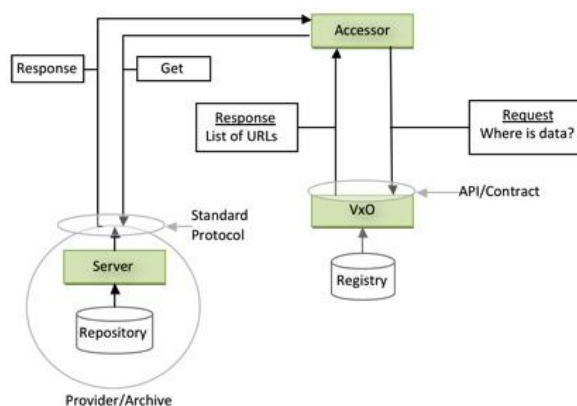 Accessor
Response
Get
Response
List of URLs
Request
Where is data?
API/Contract
Standard
Protocol
VxO
Server
Registry
Repository
Provider/Archive